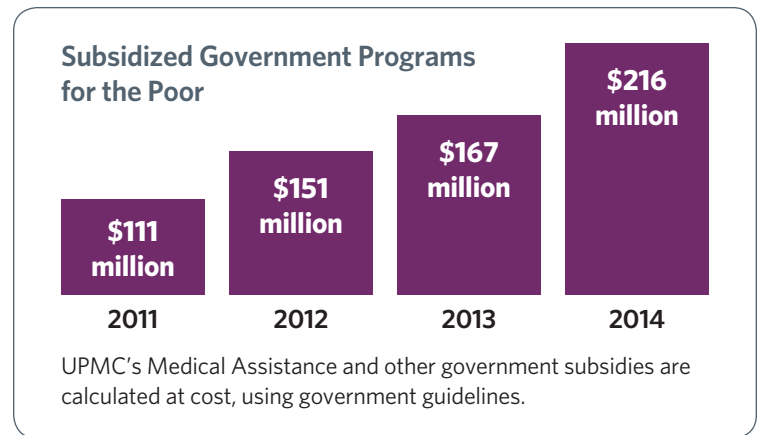 Subsidized Government Programs
for the Poor
$111
million
$151
million
$167
million
$216
million
2011
2012
2013
2014
UPMC's Medical Assistance and other government subsidies are
calculated at cost, using government guidelines.